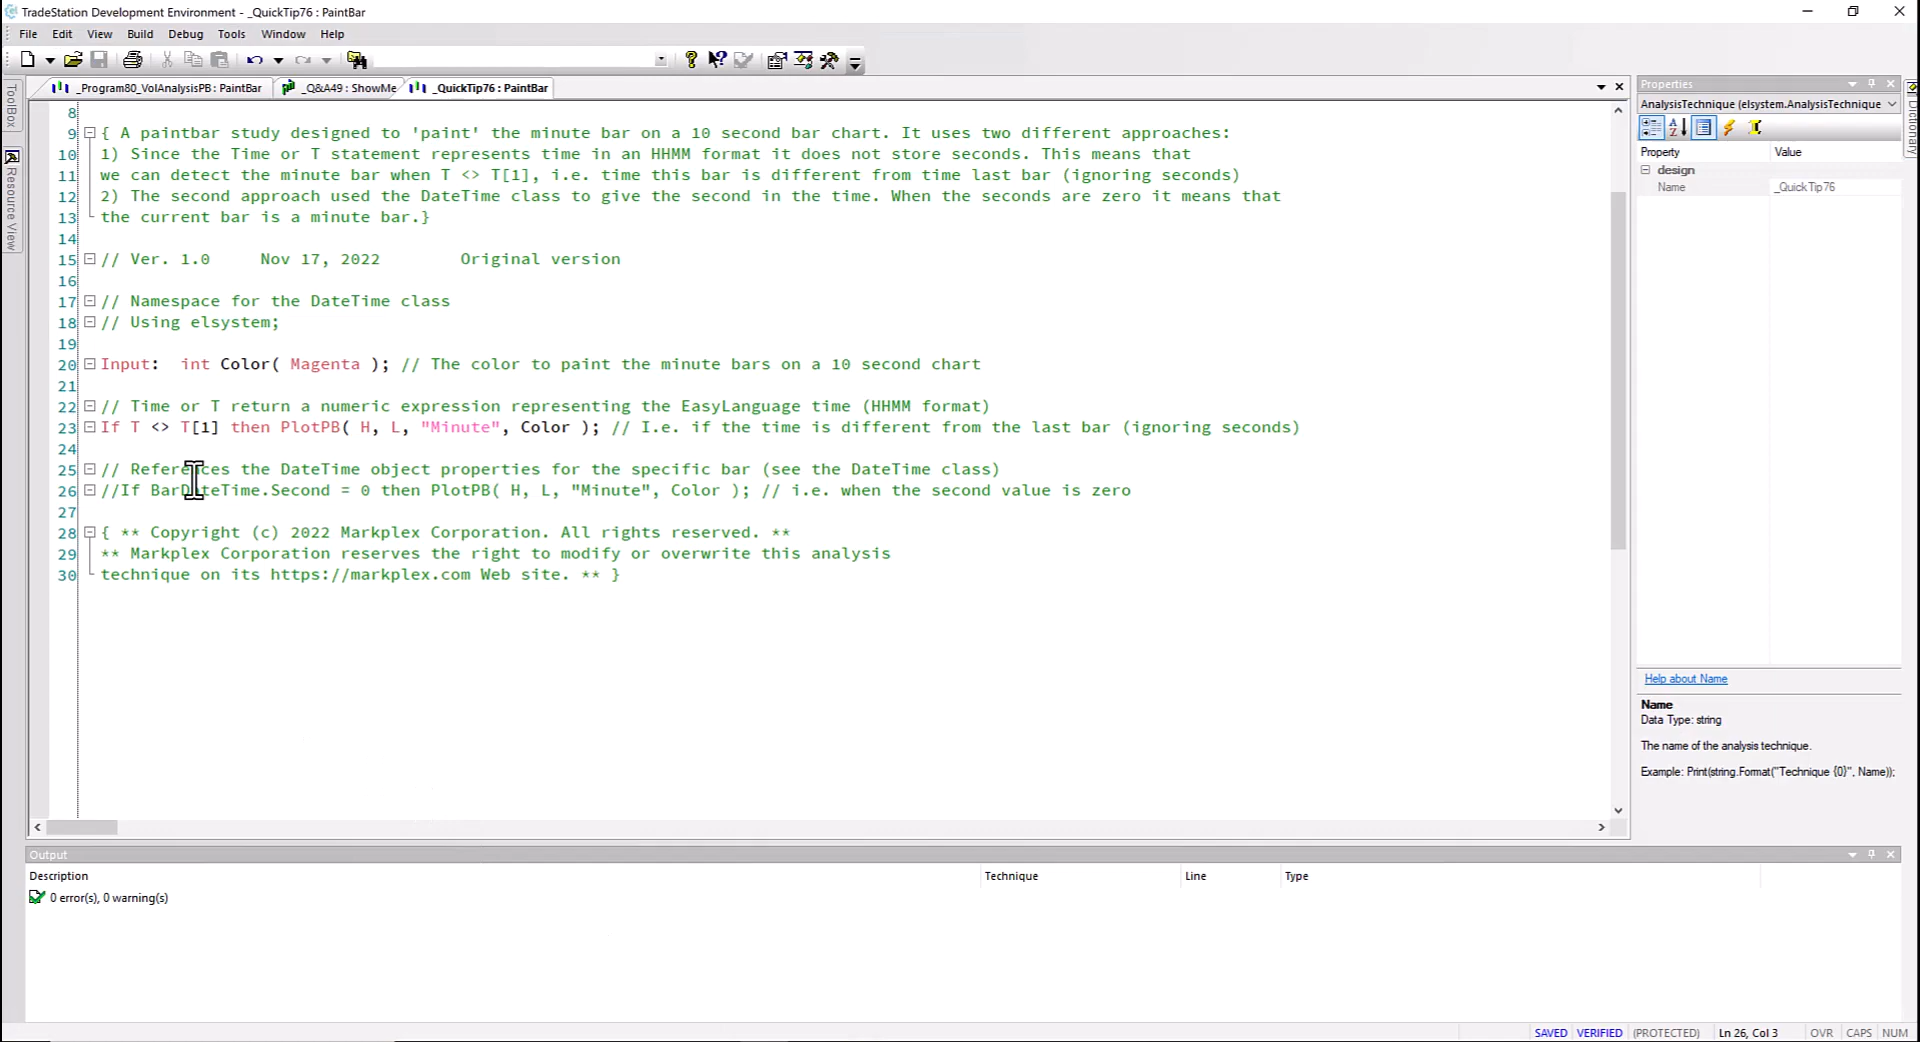 TradeStation Development Environment - _QuickTip76 : PaintBar
File Edit View Build Debug Tools Window Help
_Program80_VolAnalysisPB : PaintBar _Q&A49 : ShowMe _QuickTip76 : PaintBar
ToolBox
Resource View
8
9 { A paintbar study designed to 'paint' the minute bar on a 10 second bar chart. It uses two different approaches:
10 1) Since the Time or T statement represents time in an HHMM format it does not store seconds. This means that
11 we can detect the minute bar when T <> T[1], i.e. time this bar is different from time last bar (ignoring seconds)
12 2) The second approach used the DateTime class to give the second in the time. When the seconds are zero it means that
13 the current bar is a minute bar.}
14
15 // Ver. 1.0 Nov 17, 2022 Original version
16
17 // Namespace for the DateTime class
18 // Using elsystem;
19
20 Input: int Color( Magenta ); // The color to paint the minute bars on a 10 second chart
21
22 // Time or T return a numeric expression representing the EasyLanguage time (HHMM format)
23 If T <> T[1] then PlotPB( H, L, "Minute", Color ); // I.e. if the time is different from the last bar (ignoring seconds)
24
25 // References the DateTime object properties for the specific bar (see the DateTime class)
26 //If BarDateTime.Second = 0 then PlotPB( H, L, "Minute", Color ); // i.e. when the second value is zero
27
28 { ** Copyright (c) 2022 Markplex Corporation. All rights reserved. **
29 ** Markplex Corporation reserves the right to modify or overwrite this analysis
30 technique on its https://markplex.com Web site. ** }
Properties
AnalysisTechnique (elsystem.AnalysisTechnique
Property Value
design
Name _QuickTip76
Help about Name
Name
Data Type: string
The name of the analysis technique.
Example: Print(string.Format("Technique {0}", Name));
Dictionary
Output
Description Technique Line Type
0 error(s), 0 warning(s)
SAVED VERIFIED (PROTECTED) Ln 26, Col 3 OVR CAPS NUM